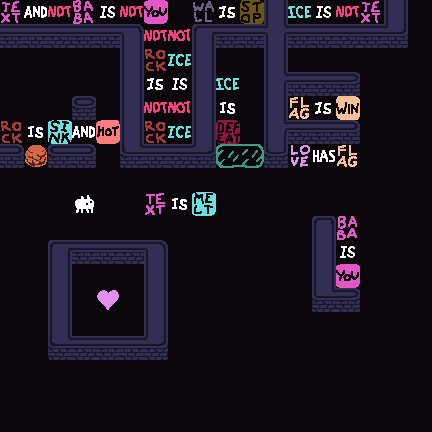 TEXT AND NOT BABA IS NOT YOU WALL IS STOP ICE IS NOT TEXT
NOT NOT
ROCK ICE
IS IS ICE
NOT NOT IS FLAG IS WIN
ROCK IS SINK AND HOT ROCK ICE DEFEAT
LOVE HAS FLAG
TEXT IS MELT
BABA
IS
YOU